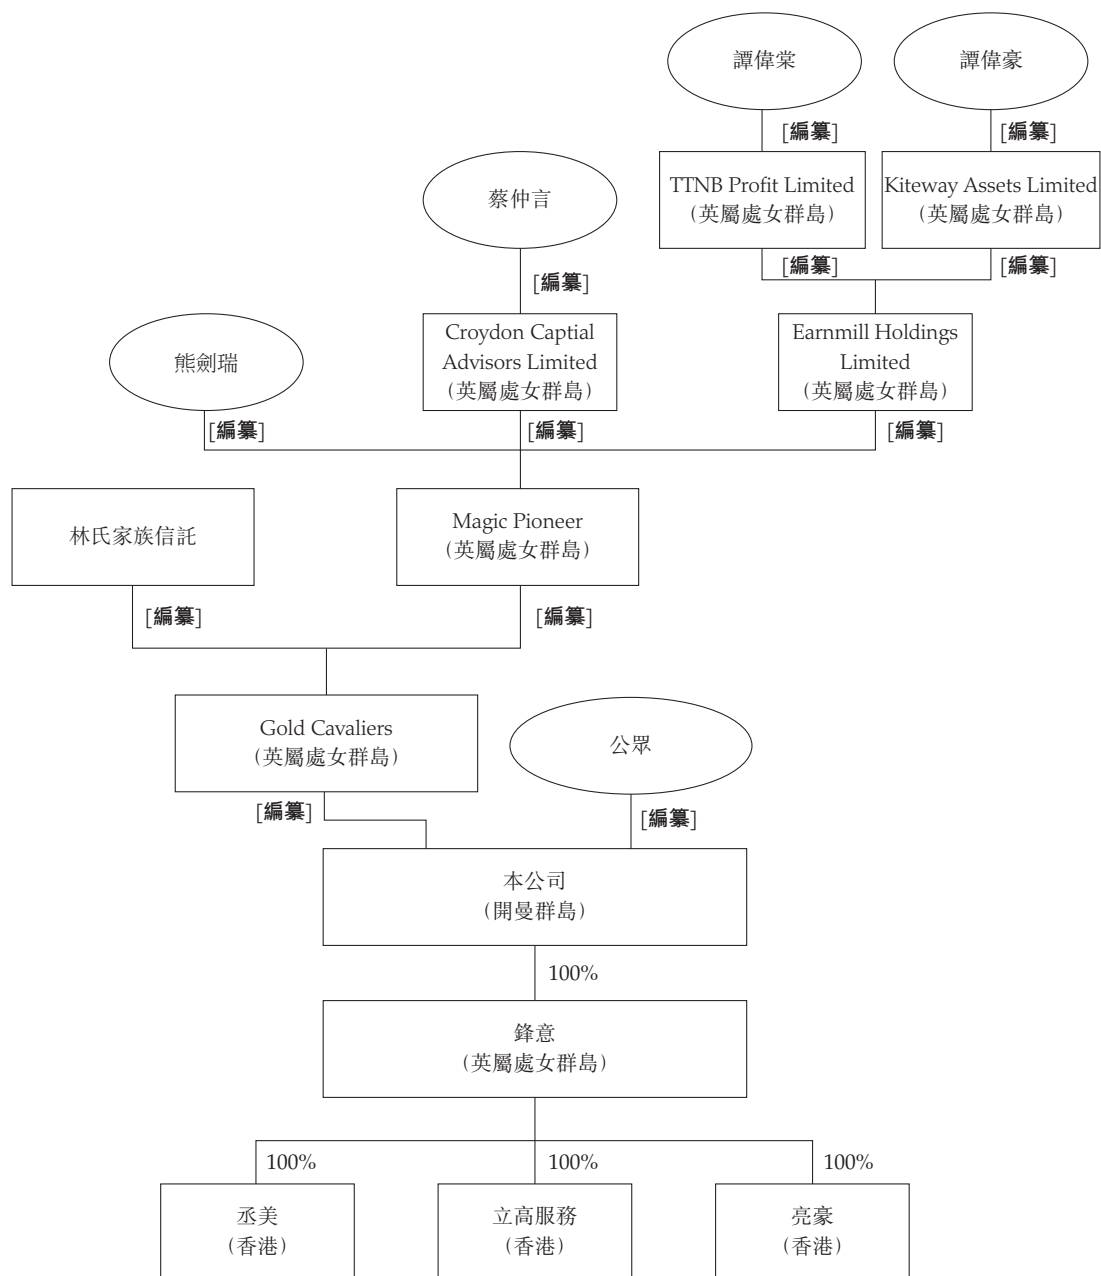 譚偉棠
譚偉豪
[編纂]
[編纂]
TTNB Profit Limited
（英屬處女群島）
Kiteway Assets Limited
（英屬處女群島）
蔡仲言
[編纂]
[編纂]
[編纂]
Croydon Captial
Advisors Limited
（英屬處女群島）
Earnmill Holdings
Limited
（英屬處女群島）
熊劍瑞
[編纂]
[編纂]
[編纂]
林氏家族信託
Magic Pioneer
（英屬處女群島）
[編纂]
[編纂]
Gold Cavaliers
（英屬處女群島）
公眾
[編纂]
[編纂]
本公司
（開曼群島）
100%
鋒意
（英屬處女群島）
100%
100%
100%
丞美
（香港）
立高服務
（香港）
亮豪
（香港）